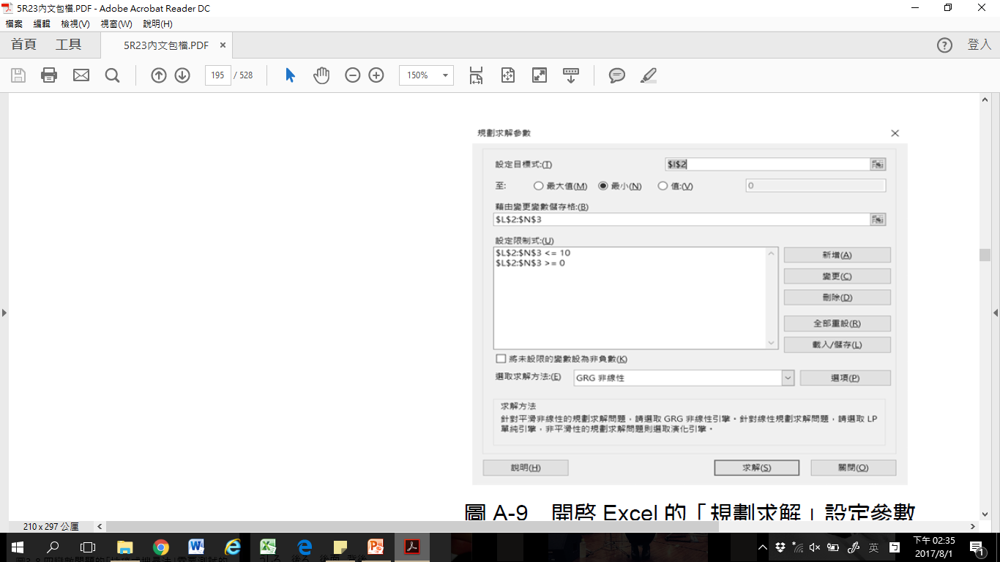 5R23內文包檔.PDF - Adobe Acrobat Reader DC
檔案 編輯 檢視(V) 視窗(W) 說明(H)
首頁 工具 5R23內文包檔.PDF × 登入
195 / 528 150%
規劃求解參數
設定目標式:(T) $I$2
至: 最大值(M) 最小(N) 值:(V) 0
藉由變更變數儲存格:(B)
$L$2:$N$3
設定限制式:(U)
$L$2:$N$3 <= 10
$L$2:$N$3 >= 0
新增(A)
變更(C)
刪除(D)
全部重設(R)
載入/儲存(L)
將未設限的變數設為非負數(K)
選取求解方法:(E) GRG 非線性 選項(P)
求解方法
針對平滑非線性的規劃求解問題，請選取 GRG 非線性引擎。針對線性規劃求解問題，請選取 LP
單純引擎，非平滑性的規劃求解問題則選取演化引擎。
說明(H) 求解(S) 關閉(O)
圖 A-9 開啓 Excel 的「規劃求解」設定參數
210 x 297 公厘
英
下午 02:35
2017/8/1
1